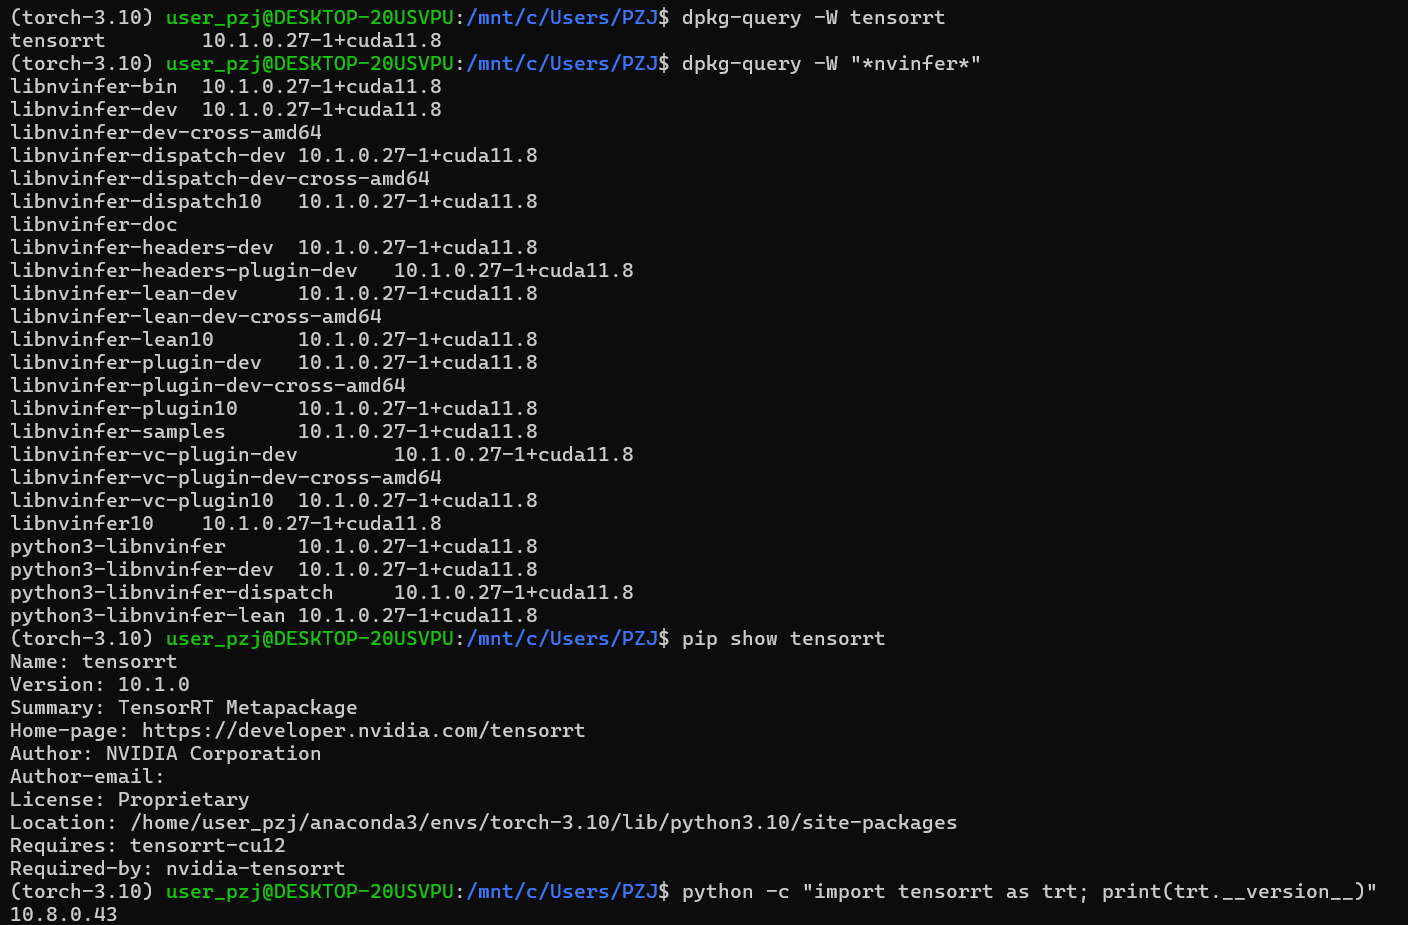 (torch-3.10) user_pzj@DESKTOP-20USVPU:/mnt/c/Users/PZJ$ dpkg-query -W tensorrt
tensorrt        10.1.0.27-1+cuda11.8
(torch-3.10) user_pzj@DESKTOP-20USVPU:/mnt/c/Users/PZJ$ dpkg-query -W "*nvinfer*"
libnvinfer-bin  10.1.0.27-1+cuda11.8
libnvinfer-dev  10.1.0.27-1+cuda11.8
libnvinfer-dev-cross-amd64
libnvinfer-dispatch-dev 10.1.0.27-1+cuda11.8
libnvinfer-dispatch-dev-cross-amd64
libnvinfer-dispatch10   10.1.0.27-1+cuda11.8
libnvinfer-doc
libnvinfer-headers-dev  10.1.0.27-1+cuda11.8
libnvinfer-headers-plugin-dev   10.1.0.27-1+cuda11.8
libnvinfer-lean-dev     10.1.0.27-1+cuda11.8
libnvinfer-lean-dev-cross-amd64
libnvinfer-lean10       10.1.0.27-1+cuda11.8
libnvinfer-plugin-dev   10.1.0.27-1+cuda11.8
libnvinfer-plugin-dev-cross-amd64
libnvinfer-plugin10     10.1.0.27-1+cuda11.8
libnvinfer-samples      10.1.0.27-1+cuda11.8
libnvinfer-vc-plugin-dev        10.1.0.27-1+cuda11.8
libnvinfer-vc-plugin-dev-cross-amd64
libnvinfer-vc-plugin10  10.1.0.27-1+cuda11.8
libnvinfer10    10.1.0.27-1+cuda11.8
python3-libnvinfer      10.1.0.27-1+cuda11.8
python3-libnvinfer-dev  10.1.0.27-1+cuda11.8
python3-libnvinfer-dispatch     10.1.0.27-1+cuda11.8
python3-libnvinfer-lean 10.1.0.27-1+cuda11.8
(torch-3.10) user_pzj@DESKTOP-20USVPU:/mnt/c/Users/PZJ$ pip show tensorrt
Name: tensorrt
Version: 10.1.0
Summary: TensorRT Metapackage
Home-page: https://developer.nvidia.com/tensorrt
Author: NVIDIA Corporation
Author-email:
License: Proprietary
Location: /home/user_pzj/anaconda3/envs/torch-3.10/lib/python3.10/site-packages
Requires: tensorrt-cu12
Required-by: nvidia-tensorrt
(torch-3.10) user_pzj@DESKTOP-20USVPU:/mnt/c/Users/PZJ$ python -c "import tensorrt as trt; print(trt.__version__)"
10.8.0.43